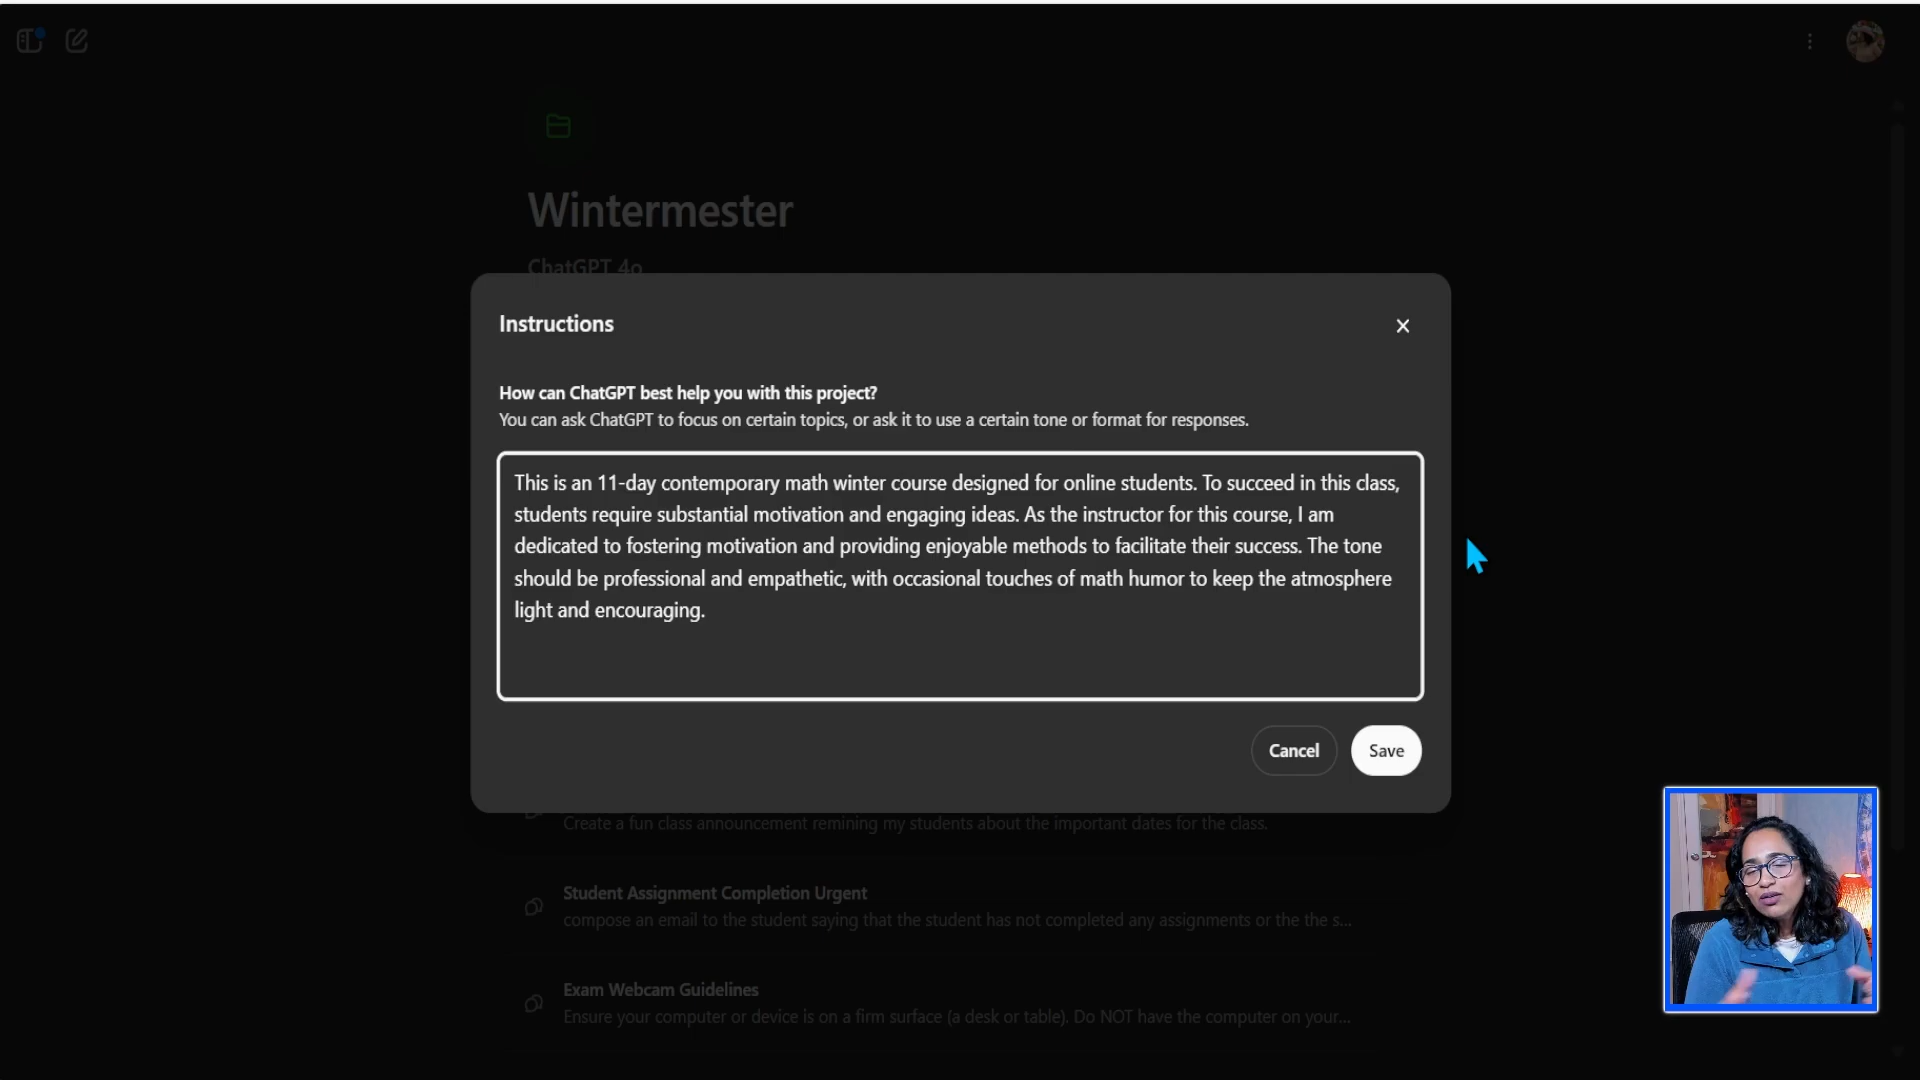 Wintermester
ChatGPT 4o
Instructions
How can ChatGPT best help you with this project?
You can ask ChatGPT to focus on certain topics, or ask it to use a certain tone or format for responses.
This is an 11-day contemporary math winter course designed for online students. To succeed in this class,
students require substantial motivation and engaging ideas. As the instructor for this course, I am
dedicated to fostering motivation and providing enjoyable methods to facilitate their success. The tone
should be professional and empathetic, with occasional touches of math humor to keep the atmosphere
light and encouraging.
Cancel
Save
Create a fun class announcement remining my students about the important dates for the class.
Student Assignment Completion Urgent
compose an email to the student saying that the student has not completed any assignments or the the s...
Exam Webcam Guidelines
Ensure your computer or device is on a firm surface (a desk or table). Do NOT have the computer on your...